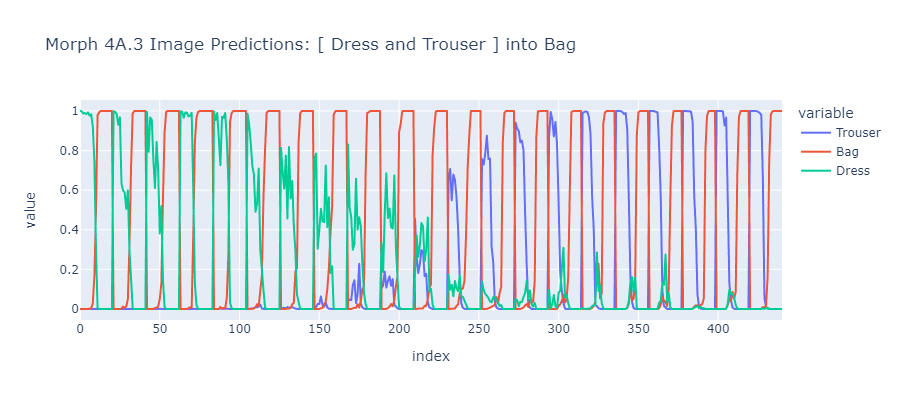 Morph 4A.3 Image Predictions: [ Dress and Trouser ] into Bag
variable
Trouser
Bag
Dress
value
1
0.8
0.6
0.4
0.2
0
0 50 100 150 200 250 300 350 400
index